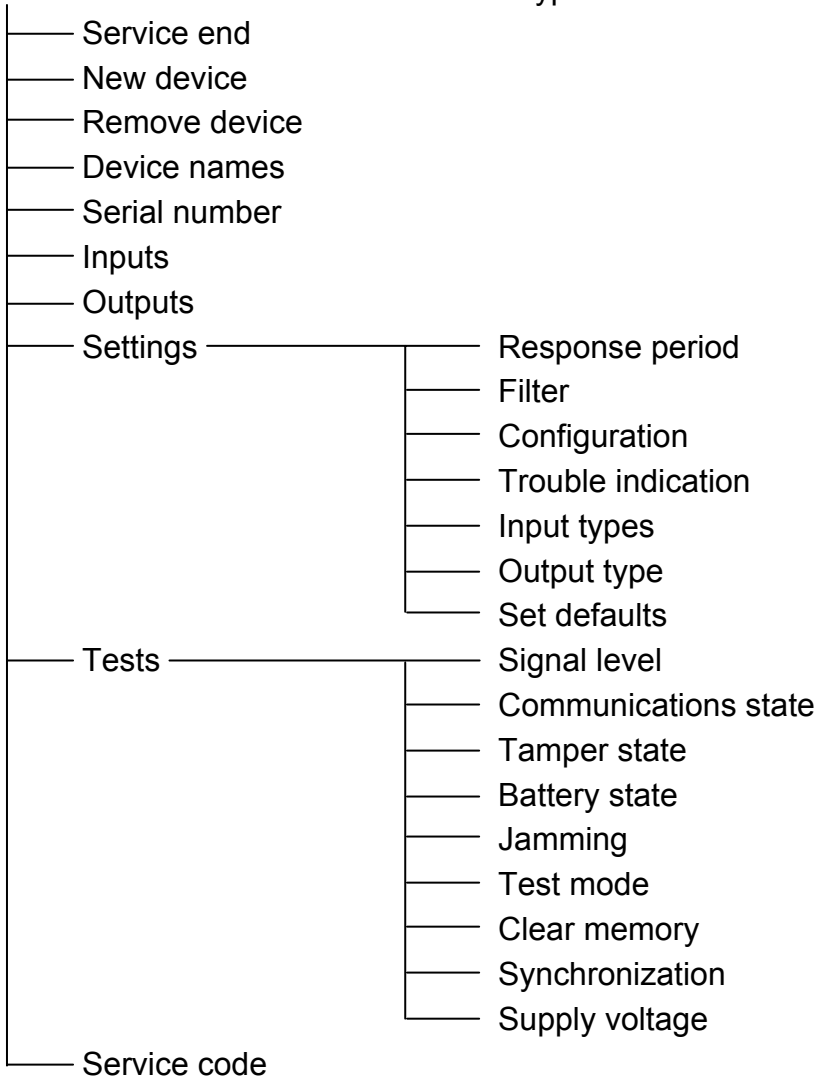 Service end
New device
Remove device
Device names
Serial number
Inputs
Outputs
Settings Response period
Filter
Configuration
Trouble indication
Input types
Output type
Set defaults
Tests Signal level
Communications state
Tamper state
Battery state
Jamming
Test mode
Clear memory
Synchronization
Supply voltage
Service code